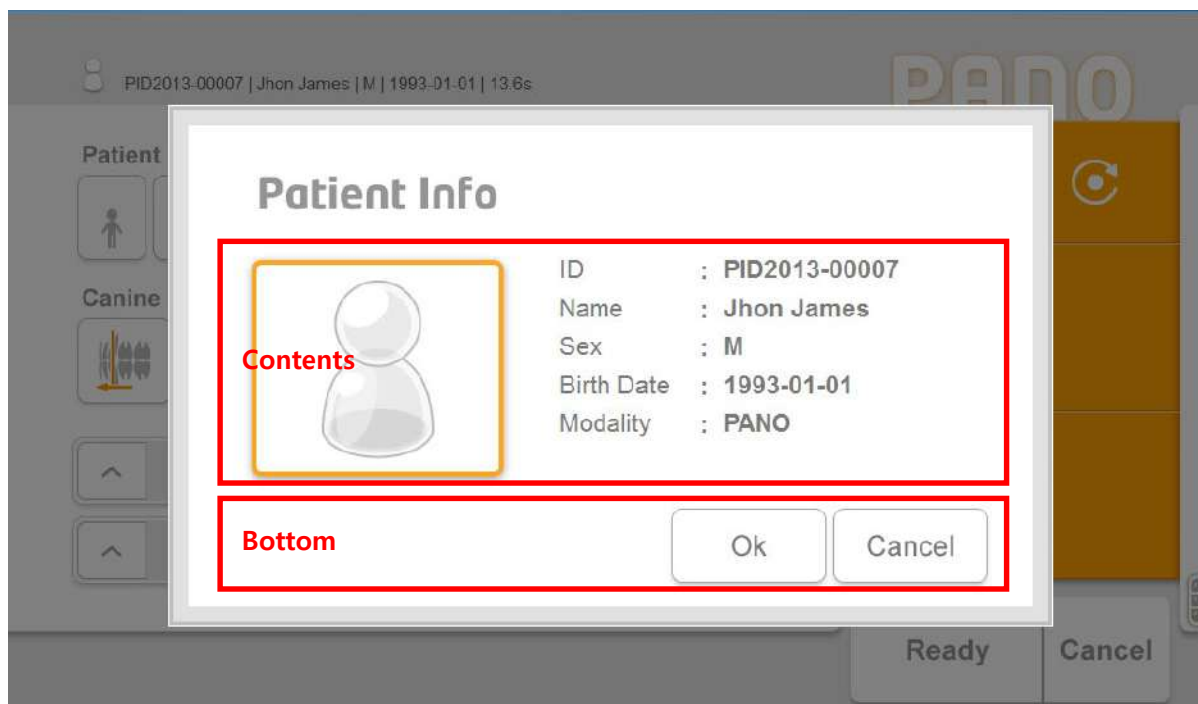 PID2013-00007 | Jhon James | M | 1993-01-01 | 13.6s
PANO
Patient
Canine
Patient Info
Contents
ID : PID2013-00007
Name : Jhon James
Sex : M
Birth Date : 1993-01-01
Modality : PANO
Bottom
Ok
Cancel
Ready
Cancel